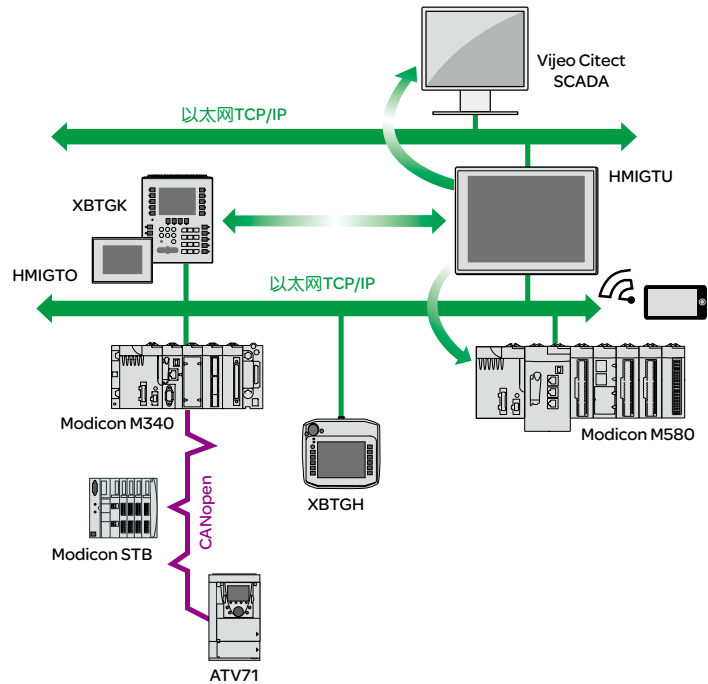 Vijeo Citect
SCADA
以太网TCP/IP
HMIGTU
XBTGK
HMIGTO
以太网TCP/IP
Modicon M340
Modicon M580
XBTGH
CANopen
Modicon STB
ATV71